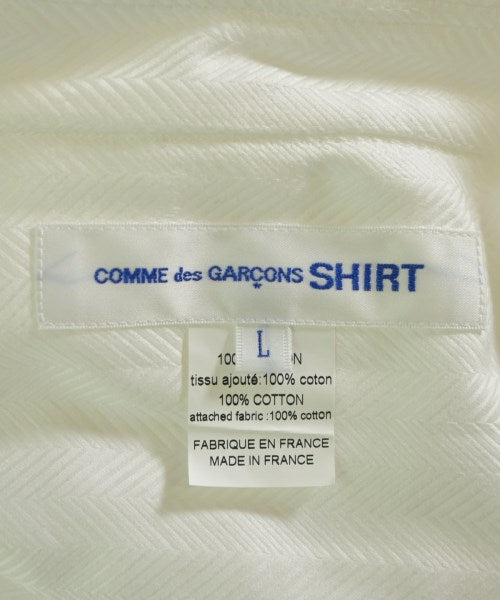 COMME des GARÇONS SHIRT
L
100% ON
tissu ajouté:100% coton
100% COTTON
attached fabric :100% cotton
FABRIQUE EN FRANCE
MADE IN FRANCE